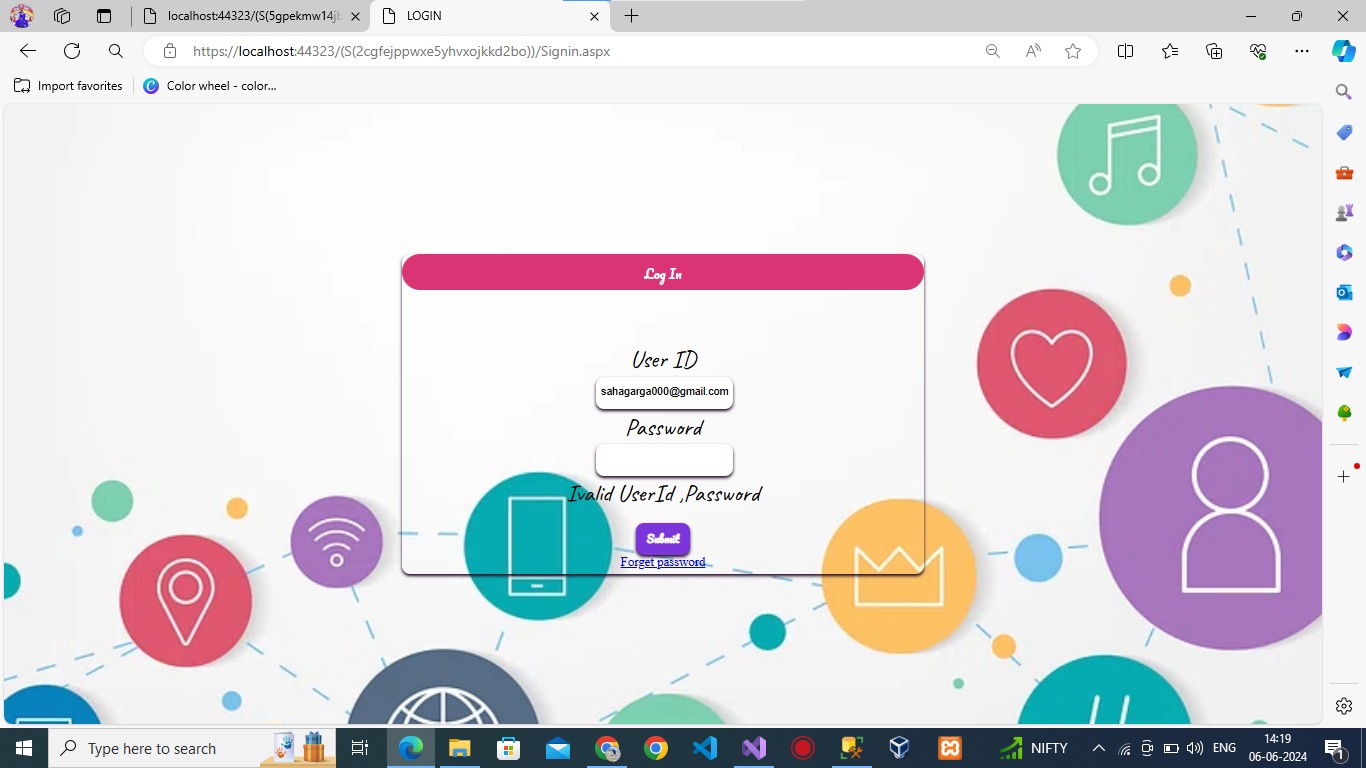 localhost:44323/(S(5gpekmw14jb
LOGIN
https://localhost:44323/(S(2cgfejppwxe5yhvxojkkd2bo))/Signin.aspx
Import favorites
Color wheel - color...
Log In
User ID
sahagarga000@gmail.com
Password
Ivalid UserId ,Password
Submit
Forget password
Type here to search
NIFTY
ENG
14:19
06-06-2024
1